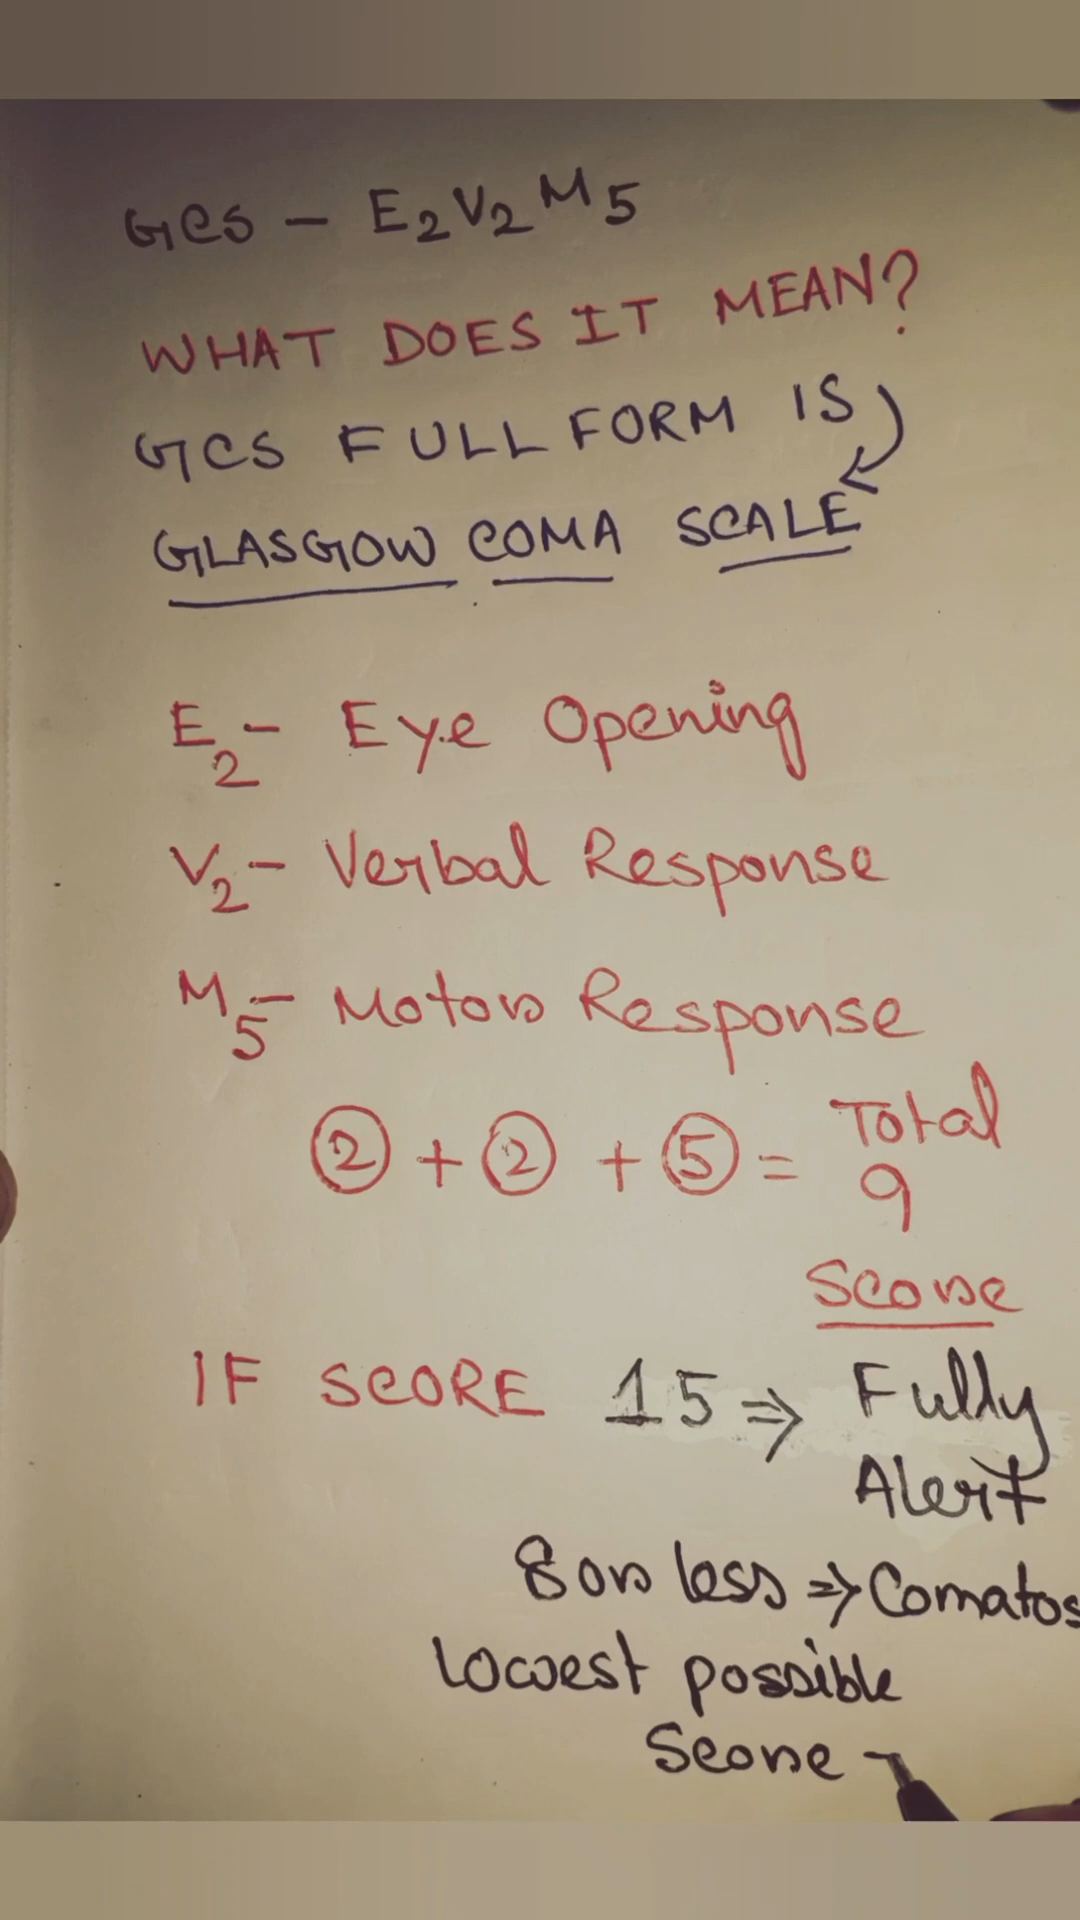 GCS - E2V2M5
WHAT DOES IT MEAN?
GCS FULL FORM IS
GLASGOW COMA SCALE
E2 - Eye Opening
V2 - Verbal Response
M5 - Motor Response
2 + 2 + 5 = Total
9
Score
IF SCORE 15 ⇒ Fully
Alert
8 or less ⇒ Comatos
Lowest possible
Score -